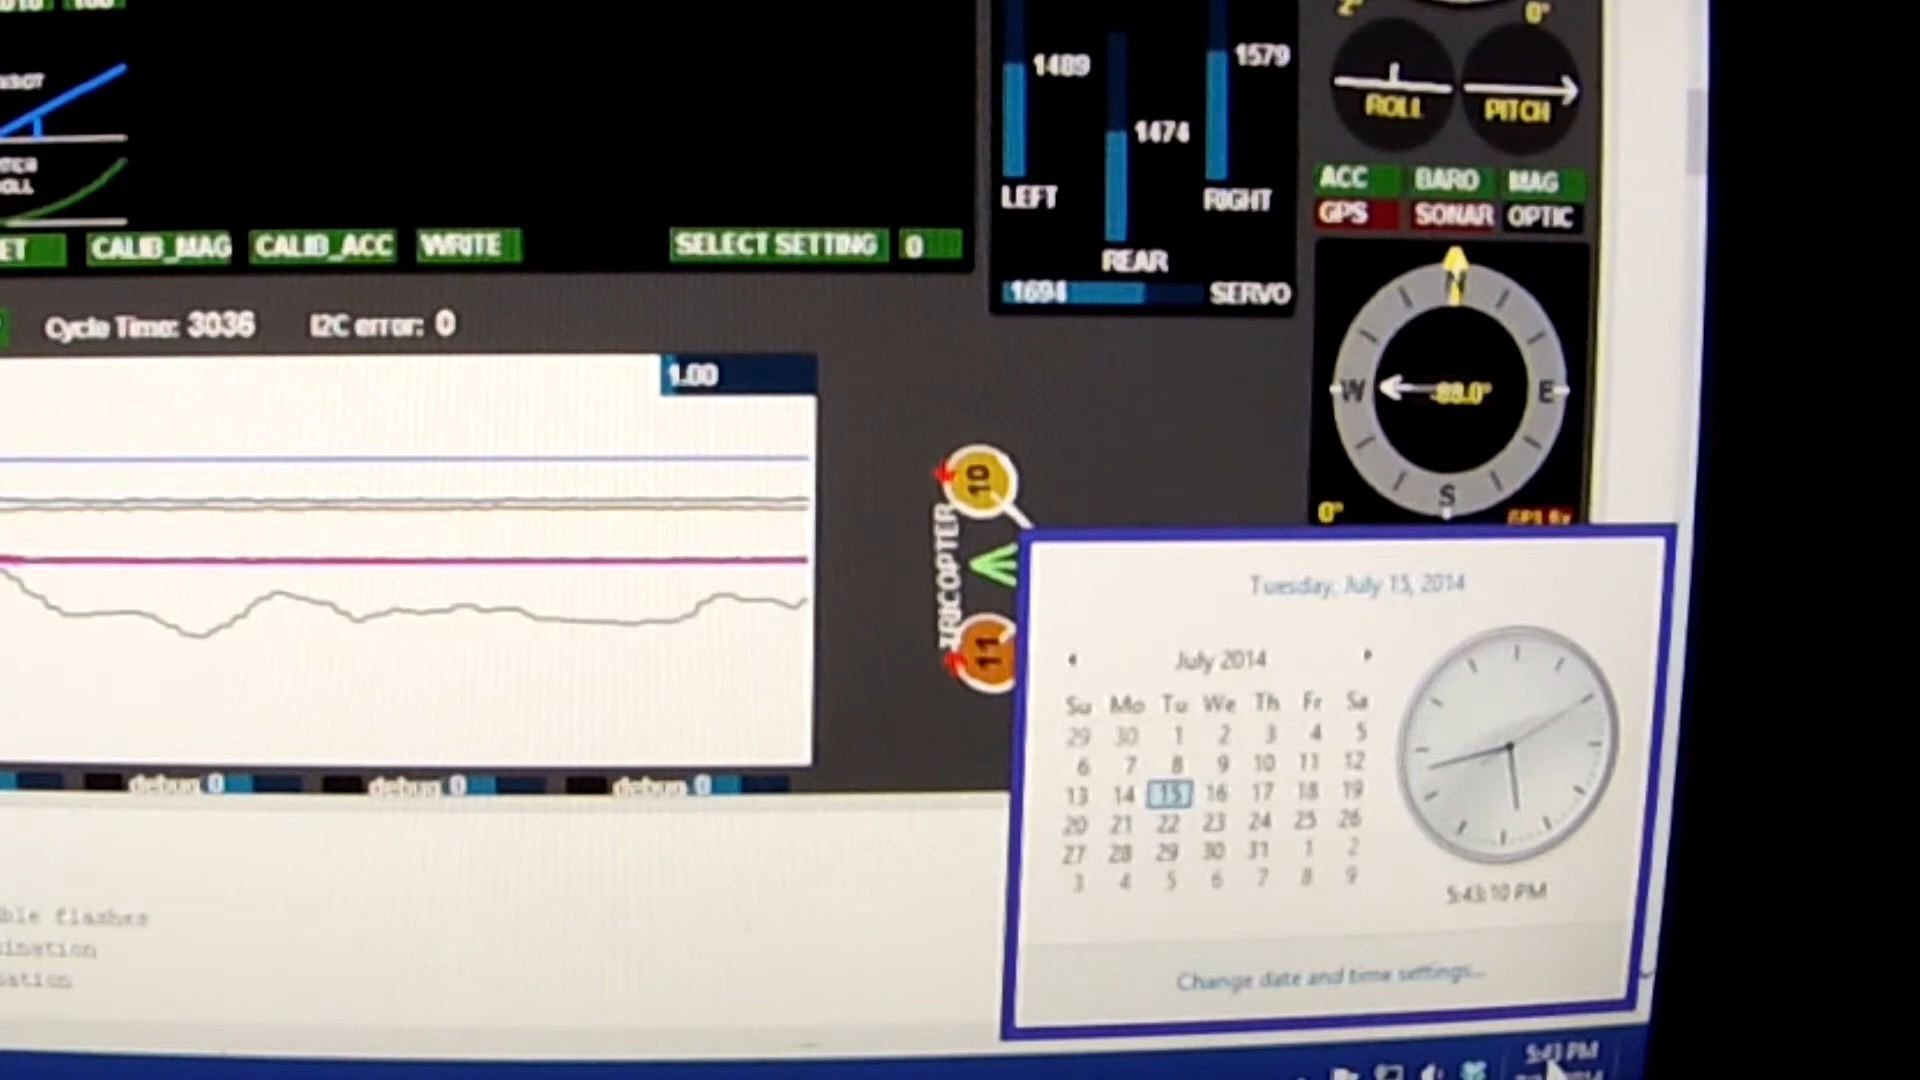 2° 0°
1489 1579
1474
ROLL PITCH
LEFT RIGHT
ACC BARO MAG
GPS SONAR OPTIC
CALIB_MAG CALIB_ACC WRITE SELECT SETTING 0
REAR
1694 SERVO
Cycle Time: 3036 I2C error: 0
1.00
N
W -88.0° E
S
0°
10
TRICOPTER
11
Tuesday, July 15, 2014
July 2014
Su Mo Tu We Th Fr Sa
29 30 1 2 3 4 5
6 7 8 9 10 11 12
13 14 15 16 17 18 19
20 21 22 23 24 25 26
27 28 29 30 31 1 2
3 4 5 6 7 8 9
5:43:10 PM
Change date and time settings...
debug 0 debug 0 debug 0
flashes
5:43 PM